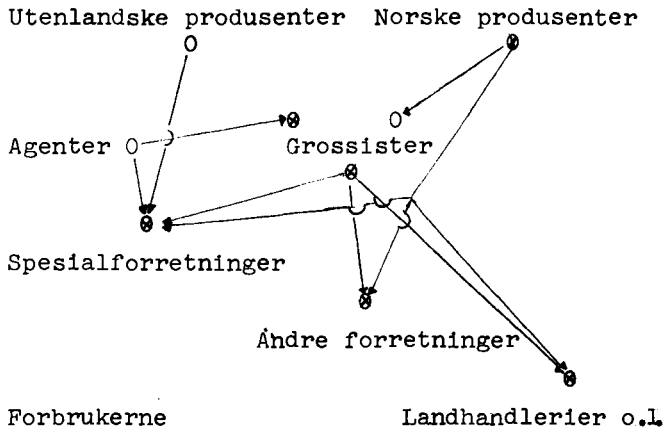 Utenlandske produsenter Norske produsenter
Agenter Grossister
Spesialforretninger
Andre forretninger
Forbrukerne Landhandlerier o.l.